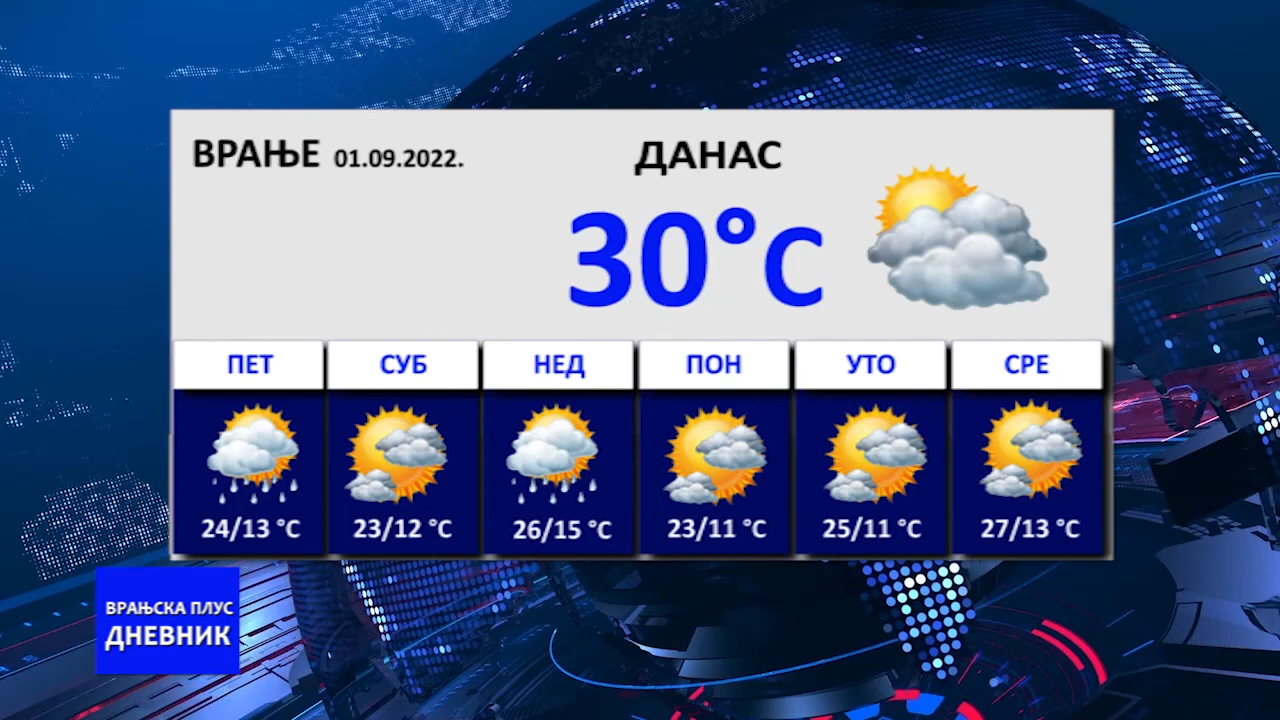 ВРАЊЕ 01.09.2022.
ДАНАС
30°C
ПЕТ СУБ НЕД ПОН УТО СРЕ
24/13 °C 23/12 °C 26/15 °C 23/11 °C 25/11 °C 27/13 °C
ВРАЊСКА ПЛУС
ДНЕВНИК